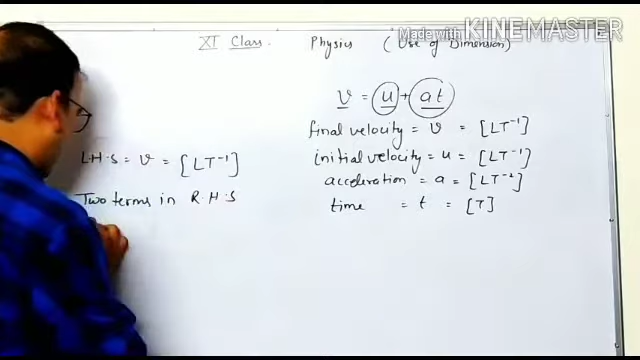 XI Class. Physics (Use of Dimension)
Made with KINEMASTER
v = u + at
final velocity = v = [LT⁻¹]
initial velocity = u = [LT⁻¹]
acceleration = a = [LT⁻²]
time = t = [T]
L.H.S = v = [LT⁻¹]
Two terms in R.H.S